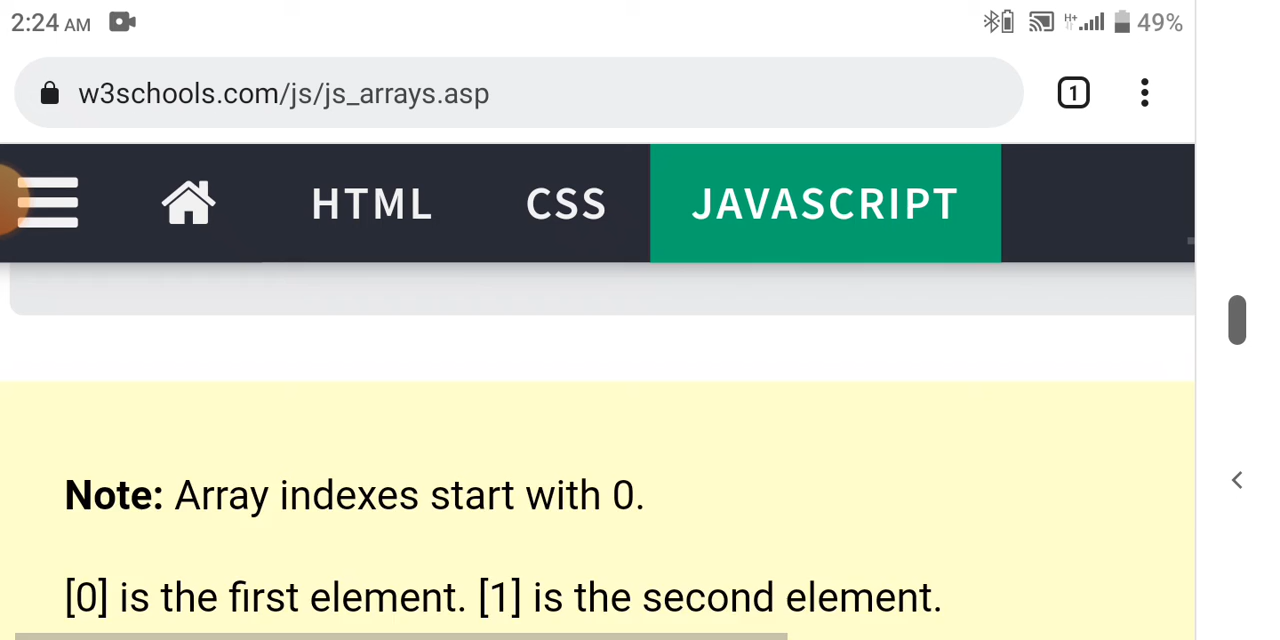 2:24 AM H+ 49%
w3schools.com/js/js_arrays.asp 1
HTML CSS JAVASCRIPT
Note: Array indexes start with 0.
[0] is the first element. [1] is the second element.